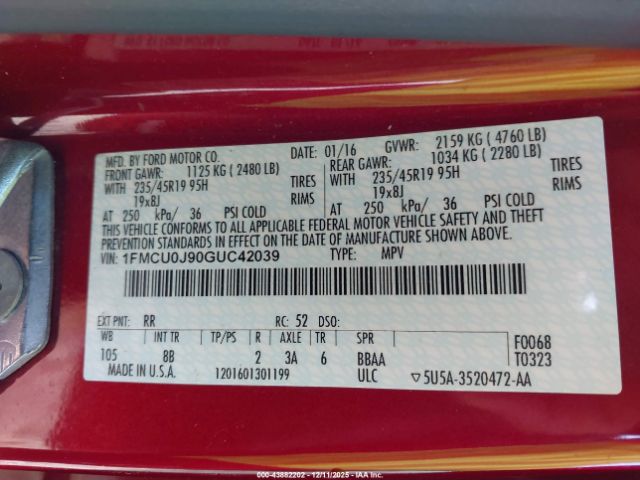 MFD. BY FORD MOTOR CO. DATE: 01/16 GVWR: 2159 KG ( 4760 LB)
FRONT GAWR: 1125 KG ( 2480 LB) REAR GAWR: 1034 KG ( 2280 LB)
WITH 235/45R19 95H TIRES WITH 235/45R19 95H TIRES
19x8J RIMS 19x8J RIMS
AT 250 kPa/ 36 PSI COLD AT 250 kPa/ 36 PSI COLD
THIS VEHICLE CONFORMS TO ALL APPLICABLE FEDERAL MOTOR VEHICLE SAFETY AND THEFT
PREVENTION STANDARDS IN EFFECT ON THE DATE OF MANUFACTURE SHOWN ABOVE.
VIN: 1FMCU0J90GUC42039 TYPE: MPV
EXT PNT: RR RC: 52 DSO:
WB INT TR TP/PS R AXLE TR SPR F0068
105 8B 2 3A 6 BBAA T0323
MADE IN U.S.A. 1201601301199 ULC ▽5U5A-3520472-AA
000-43882202 - 12/11/2025 - IAAI, Inc.